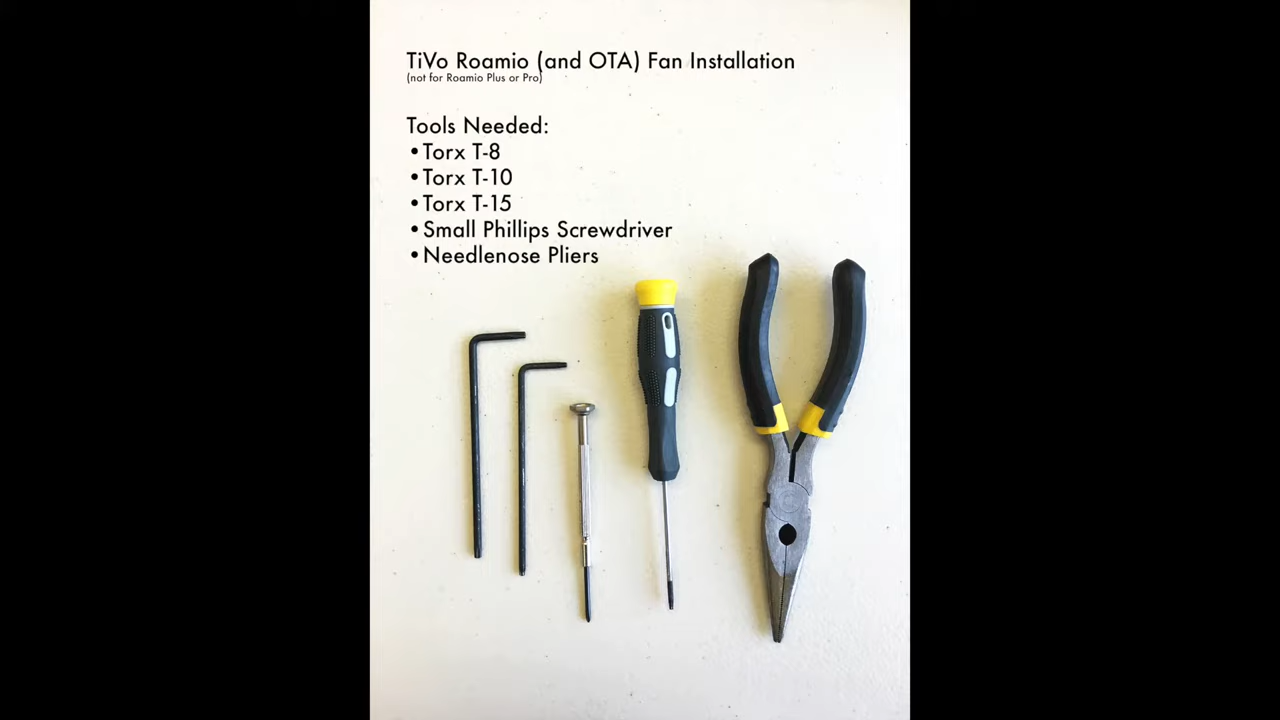 TiVo Roamio (and OTA) Fan Installation
(not for Roamio Plus or Pro)
Tools Needed:
•Torx T-8
•Torx T-10
•Torx T-15
•Small Phillips Screwdriver
•Needlenose Pliers